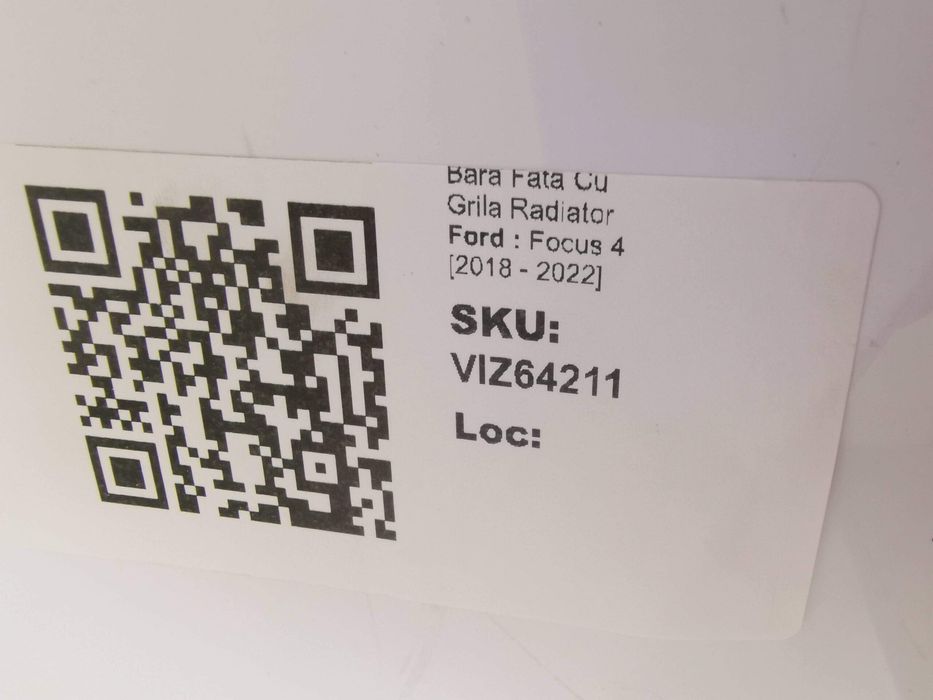 Bara Fata Cu
Grila Radiator
Ford : Focus 4
[2018 - 2022]
SKU:
VIZ64211
Loc: